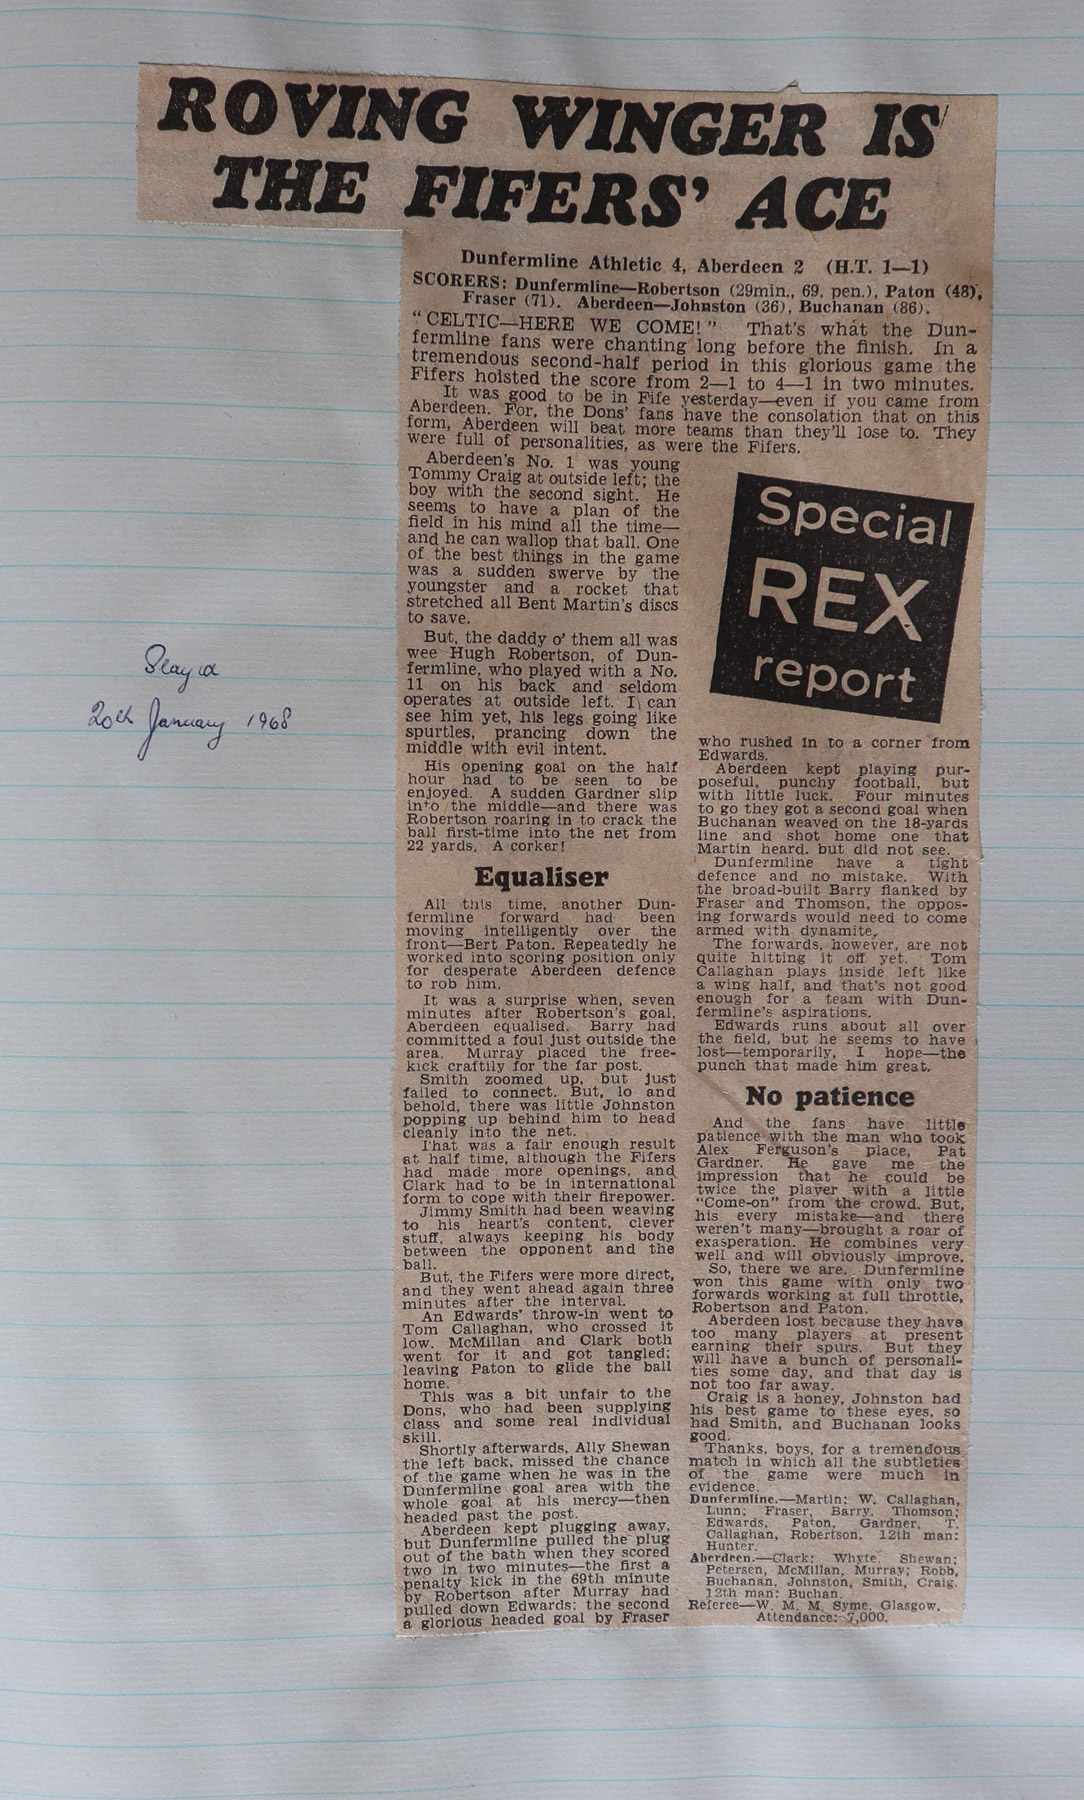 ROVING WINGER IS
THE FIFERS' ACE
Dunfermline Athletic 4, Aberdeen 2 (H.T. 1—1)
SCORERS: Dunfermline—Robertson (29min., 69, pen.), Paton (48),
Fraser (71). Aberdeen—Johnston (36), Buchanan (86).
"CELTIC—HERE WE COME!" That's what the Dun-
fermline fans were chanting long before the finish. In a
tremendous second-half period in this glorious game the
Fifers hoisted the score from 2—1 to 4—1 in two minutes.
It was good to be in Fife yesterday—even if you came from
Aberdeen. For, the Dons' fans have the consolation that on this
form, Aberdeen will beat more teams than they'll lose to. They
were full of personalities, as were the Fifers.
Aberdeen's No. 1 was young
Tommy Craig at outside left; the
boy with the second sight. He
seems to have a plan of the
field in his mind all the time—
and he can wallop that ball. One
of the best things in the game
was a sudden swerve by the
youngster and a rocket that
stretched all Bent Martin's discs
to save.
But, the daddy o' them all was
wee Hugh Robertson, of Dun-
fermline, who played with a No.
11 on his back and seldom
operates at outside left. I can
see him yet, his legs going like
spurtles, prancing down the
middle with evil intent.
His opening goal on the half
hour had to be seen to be
enjoyed. A sudden Gardner slip
into the middle—and there was
Robertson roaring in to crack the
ball first-time into the net from
22 yards. A corker!
Equaliser
All this time, another Dun-
fermline forward had been
moving intelligently over the
front—Bert Paton. Repeatedly he
worked into scoring position only
for desperate Aberdeen defence
to rob him.
It was a surprise when, seven
minutes after Robertson's goal,
Aberdeen equalised. Barry had
committed a foul just outside the
area. Murray placed the free-
kick craftily for the far post.
Smith zoomed up, but just
failed to connect. But, lo and
behold, there was little Johnston
popping up behind him to head
cleanly into the net.
That was a fair enough result
at half time, although the Fifers
had made more openings, and
Clark had to be in international
form to cope with their firepower.
Jimmy Smith had been weaving
to his heart's content, clever
stuff, always keeping his body
between the opponent and the
ball.
But, the Fifers were more direct,
and they went ahead again three
minutes after the interval.
An Edwards' throw-in went to
Tom Callaghan, who crossed it
low. McMillan and Clark both
went for it and got tangled;
leaving Paton to glide the ball
home.
This was a bit unfair to the
Dons, who had been supplying
class and some real individual
skill.
Shortly afterwards, Ally Shewan
the left back, missed the chance
of the game when he was in the
Dunfermline goal area with the
whole goal at his mercy—then
headed past the post.
Aberdeen kept plugging away,
but Dunfermline pulled the plug
out of the bath when they scored
two in two minutes—the first a
penalty kick in the 69th minute
by Robertson after Murray had
pulled down Edwards; the second
a glorious headed goal by Fraser
Special
REX
report
who rushed in to a corner from
Edwards.
Aberdeen kept playing pur-
poseful, punchy football, but
with little luck. Four minutes
to go they got a second goal when
Buchanan weaved on the 18-yards
line and shot home one that
Martin heard, but did not see.
Dunfermline have a tight
defence and no mistake. With
the broad-built Barry flanked by
Fraser and Thomson, the oppos-
ing forwards would need to come
armed with dynamite.
The forwards, however, are not
quite hitting it off yet. Tom
Callaghan plays inside left like
a wing half, and that's not good
enough for a team with Dun-
fermline's aspirations.
Edwards runs about all over
the field, but he seems to have
lost—temporarily, I hope—the
punch that made him great.
No patience
And the fans have little
patience with the man who took
Alex Ferguson's place, Pat
Gardner. He gave me the
impression that he could be
twice the player with a little
"Come-on" from the crowd. But,
his every mistake—and there
weren't many—brought a roar of
exasperation. He combines very
well and will obviously improve.
So, there we are. Dunfermline
won this game with only two
forwards working at full throttle,
Robertson and Paton.
Aberdeen lost because they have
too many players at present
earning their spurs. But they
will have a bunch of personali-
ties some day, and that day is
not too far away.
Craig is a honey, Johnston had
his best game to these eyes, so
had Smith, and Buchanan looks
good.
Thanks, boys, for a tremendous
match in which all the subtleties
of the game were much in
evidence.
Dunfermline.—Martin; W. Callaghan,
Lunn; Fraser, Barry, Thomson;
Edwards, Paton, Gardner, T.
Callaghan, Robertson. 12th man:
Hunter.
Aberdeen.—Clark; Whyte, Shewan;
Petersen, McMillan, Murray; Robb,
Buchanan, Johnston, Smith, Craig.
12th man: Buchan.
Referee—W. M. M. Syme, Glasgow.
Attendance: 7,000.
Played
20th January 1968